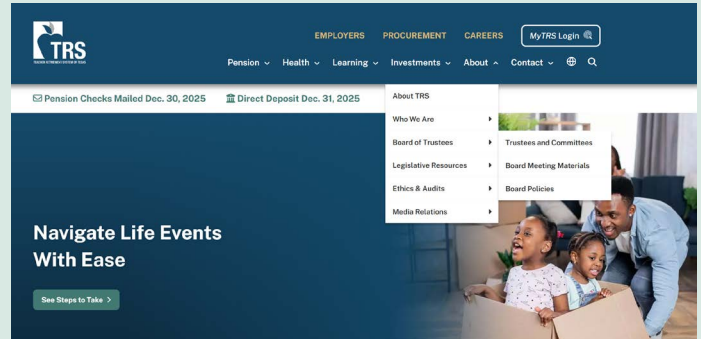 EMPLOYERS PROCUREMENT CAREERS MyTRS Login
TRS
Pension Health Learning Investments About Contact
Pension Checks Mailed Dec. 30, 2025 Direct Deposit Dec. 31, 2025
About TRS
Who We Are
Board of Trustees
Trustees and Committees
Legislative Resources
Board Meeting Materials
Ethics & Audits
Board Policies
Media Relations
Navigate Life Events
With Ease
See Steps to Take >